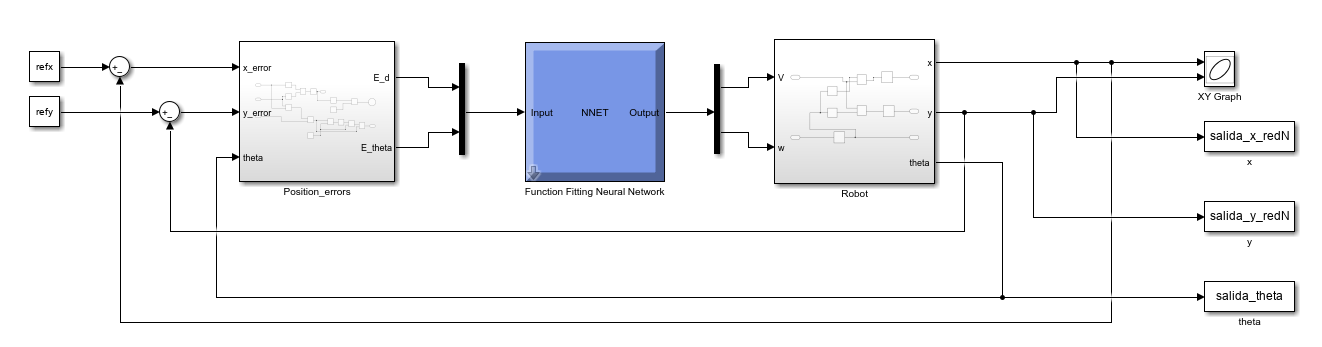 refx
+
_
x_error
E_d
Input
NNET
Output
V
x
XY Graph
refy
+
_
y_error
y
salida_x_redN
x
theta
E_theta
w
theta
Position_errors
Function Fitting Neural Network
Robot
salida_y_redN
y
salida_theta
theta